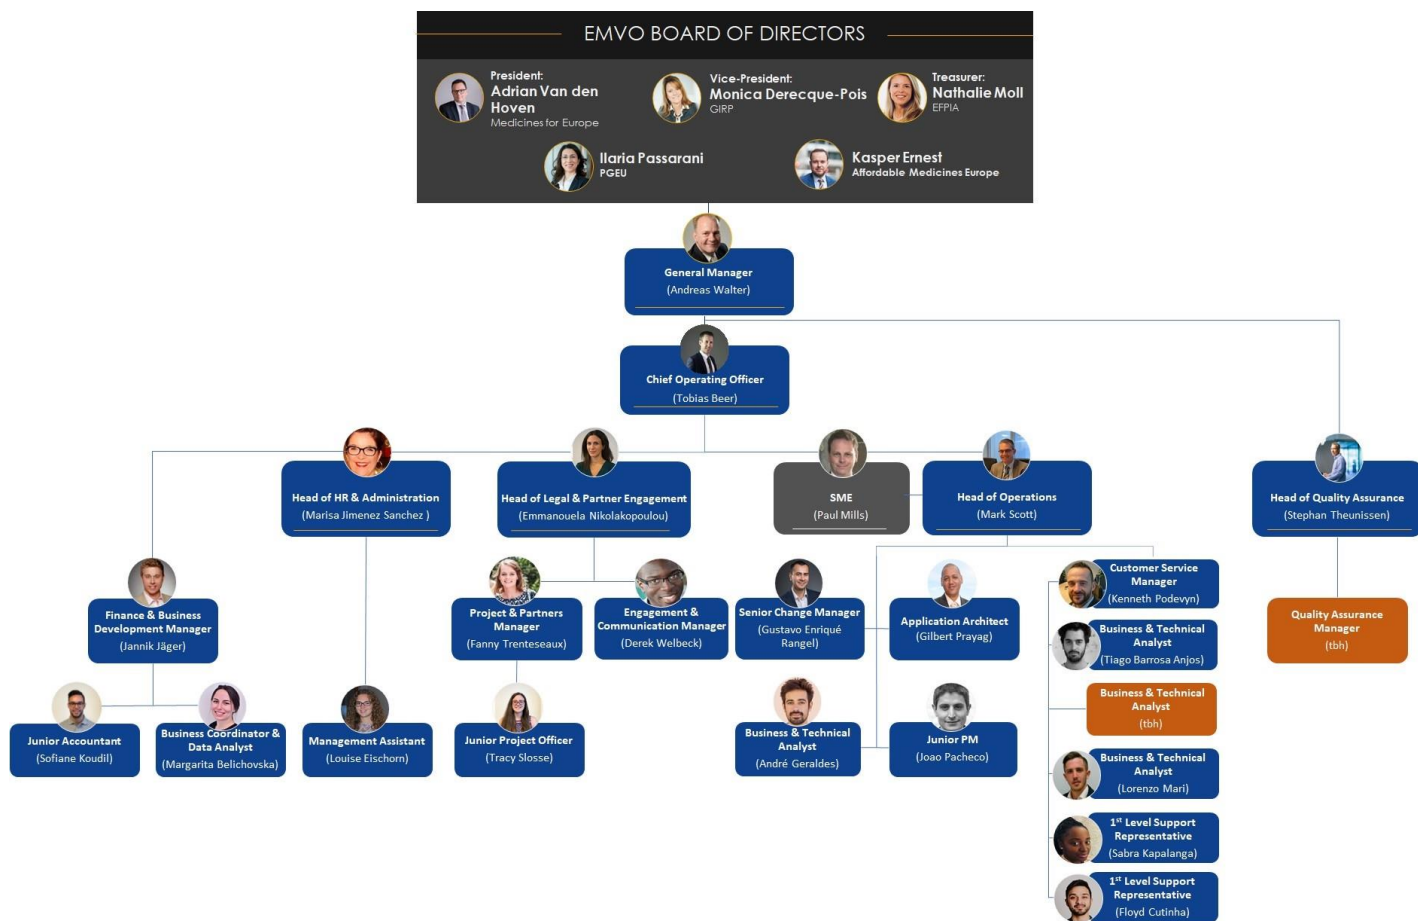 EMVO BOARD OF DIRECTORS
President:
Adrian Van den
Hoven
Medicines for Europe
Vice-President:
Monica Derecque-Pois
GIRP
Treasurer:
Nathalie Moll
EFPIA
Ilaria Passarani
PGEU
Kasper Ernest
Affordable Medicines Europe
General Manager
(Andreas Walter)
Chief Operating Officer
(Tobias Beer)
Head of HR & Administration
(Marisa Jimenez Sanchez )
Head of Legal & Partner Engagement
(Emmanouela Nikolakopoulou)
SME
(Paul Mills)
Head of Operations
(Mark Scott)
Head of Quality Assurance
(Stephan Theunissen)
Finance & Business
Development Manager
(Jannik Jäger)
Project & Partners
Manager
(Fanny Trenteseaux)
Engagement &
Communication Manager
(Derek Welbeck)
Senior Change Manager
(Gustavo Enriqué
Rangel)
Application Architect
(Gilbert Prayag)
Customer Service
Manager
(Kenneth Podevyn)
Business & Technical
Analyst
(Tiago Barrosa Anjos)
Quality Assurance
Manager
(tbh)
Business & Technical
Analyst
(tbh)
Junior Accountant
(Sofiane Koudil)
Business Coordinator &
Data Analyst
(Margarita Belichovska)
Management Assistant
(Louise Eischorn)
Junior Project Officer
(Tracy Slosse)
Business & Technical
Analyst
(André Geraldes)
Junior PM
(Joao Pacheco)
Business & Technical
Analyst
(Lorenzo Mari)
1st Level Support
Representative
(Sabra Kapalanga)
1st Level Support
Representative
(Floyd Cutinha)